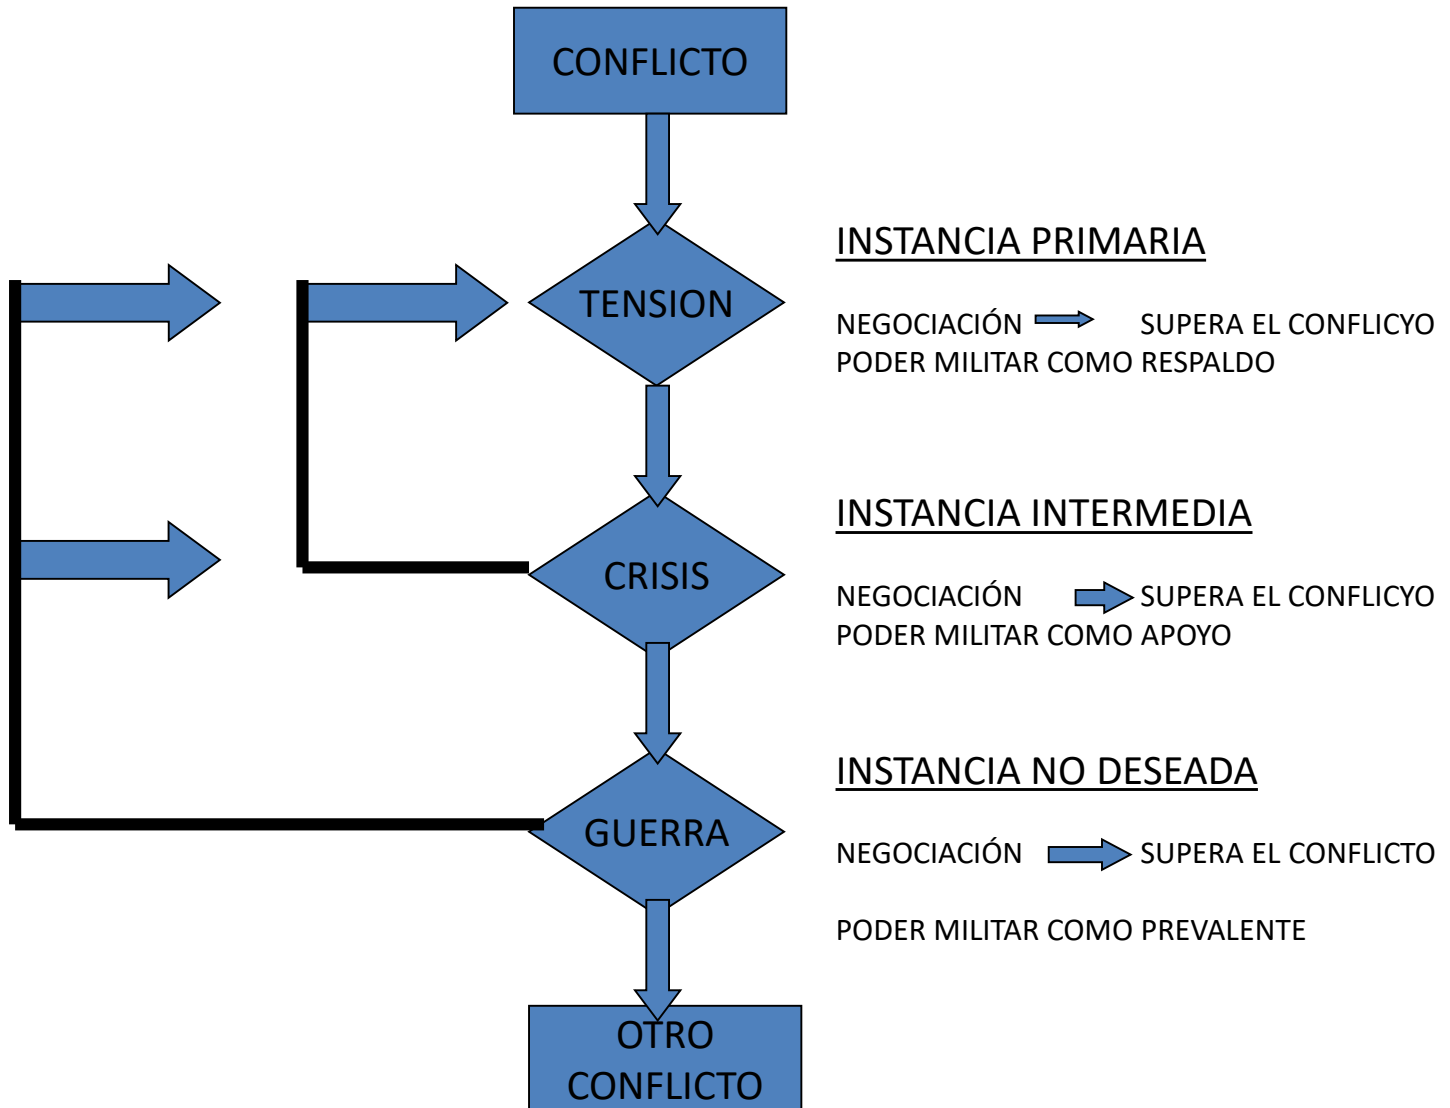 CONFLICTO
TENSION
INSTANCIA PRIMARIA
NEGOCIACIÓN SUPERA EL CONFLICYO
PODER MILITAR COMO RESPALDO
CRISIS
INSTANCIA INTERMEDIA
NEGOCIACIÓN SUPERA EL CONFLICYO
PODER MILITAR COMO APOYO
GUERRA
INSTANCIA NO DESEADA
NEGOCIACIÓN SUPERA EL CONFLICTO
PODER MILITAR COMO PREVALENTE
OTRO
CONFLICTO